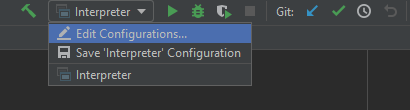 Interpreter Git:
Edit Configurations...
Save 'Interpreter' Configuration
Interpreter